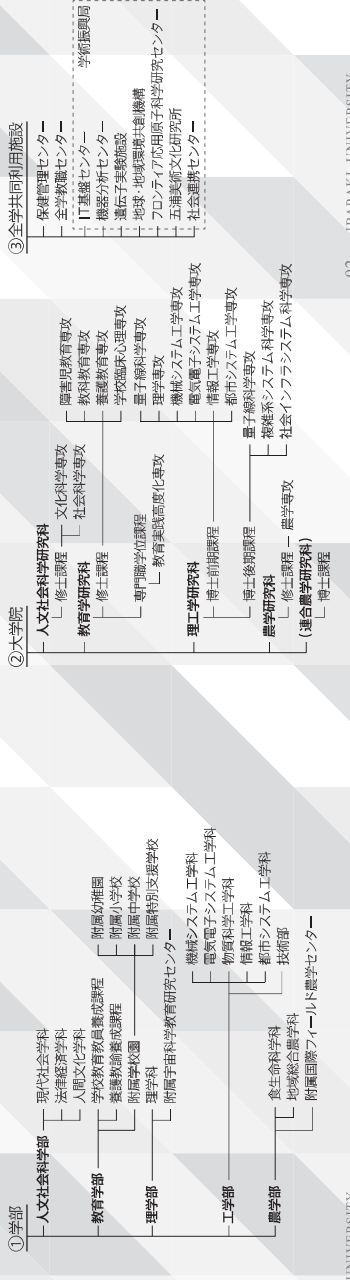 ①学部
人文社会科学部
現代社会学科
法律経済学科
人間文化学科
教育学部
学校教育教員養成課程
養護教諭養成課程
附属学校園
附属幼稚園
附属小学校
附属中学校
附属特別支援学校
理学部
理学科
附属宇宙科学教育研究センター
工学部
機械システム工学科
電気電子システム工学科
物質科学工学科
情報工学科
都市システム工学科
技術部
農学部
食生命科学科
地域総合農学科
附属国際フィールド農学センター
②大学院
人文社会科学研究科
修士課程
文化科学専攻
社会科学専攻
教育学研究科
修士課程
障害児教育専攻
教科教育専攻
養護教育専攻
学校臨床心理専攻
専門職学位課程
教育実践高度化専攻
理工学研究科
博士前期課程
量子線科学専攻
理学専攻
機械システム工学専攻
電気電子システム工学専攻
情報工学専攻
都市システム工学専攻
博士後期課程
量子線科学専攻
複雑系システム科学専攻
社会インフラシステム科学専攻
農学研究科
修士課程
農学専攻
(連合農学研究科)
博士課程
③全学共同利用施設
保健管理センター
全学教職センター
学術振興局
IT基盤センター
機器分析センター
遺伝子実験施設
地球・地域環境共創機構
フロンティア応用原子科学研究センター
五浦美術文化研究所
社会連携センター
UNIVERSITY
IBARAKI UNIVERSITY